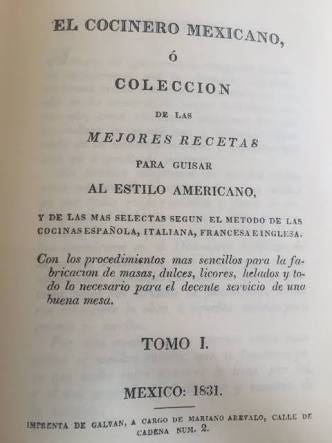 EL COCINERO MEXICANO,
ó
COLECCION
DE LAS
MEJORES RECETAS
PARA GUISAR
AL ESTILO AMERICANO,
Y DE LAS MAS SELECTAS SEGUN EL METODO DE LAS
COCINAS ESPAÑOLA, ITALIANA, FRANCESA E INGLESA.
Con los procedimientos mas sencillos para la fa-
bricacion de masas, dulces, licores, helados y to-
do lo necesario para el decente servicio de una
buena mesa.
TOMO I.
MEXICO: 1831.
IMPRENTA DE GALVAN, A CARGO DE MARIANO AREVALO, CALLE DE
CADENA NUM. 2.